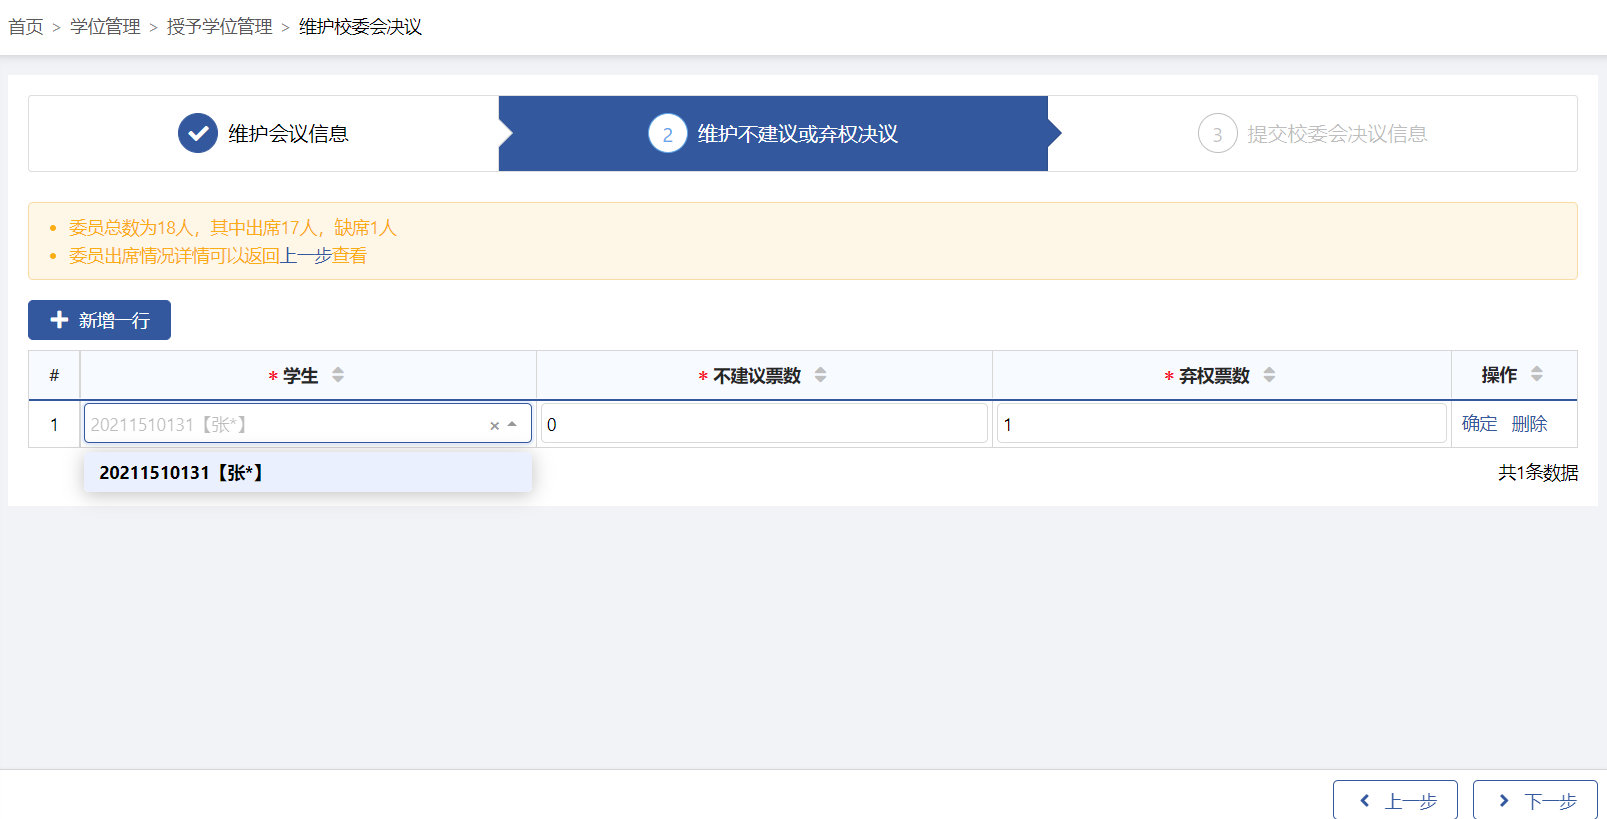 首页 > 学位管理 > 授予学位管理 > 维护校委会决议
维护会议信息
2 维护不建议或弃权决议
3 提交校委会决议信息
委员总数为18人，其中出席17人，缺席1人
委员出席情况详情可以返回上一步查看
新增一行
# * 学生 * 不建议票数 * 弃权票数 操作
1 20211510131【张*】 × 0 1 确定 删除
20211510131【张*】
共1条数据
上一步 下一步